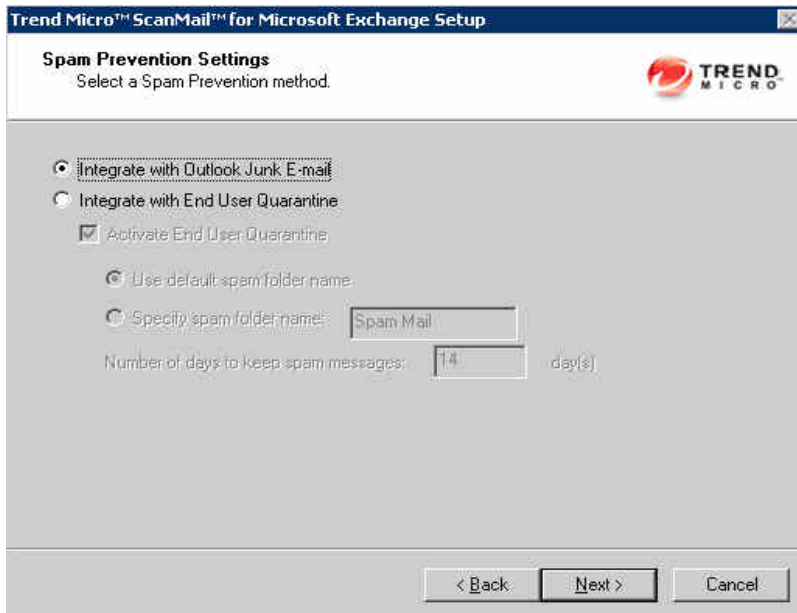 Trend Micro™ ScanMail™ for Microsoft Exchange Setup
Spam Prevention Settings
Select a Spam Prevention method.
TREND
MICRO™
Integrate with Outlook Junk E-mail
Integrate with End User Quarantine
Activate End User Quarantine
Use default spam folder name
Specify spam folder name: Spam Mail
Number of days to keep spam messages: 14 day(s)
< Back Next > Cancel